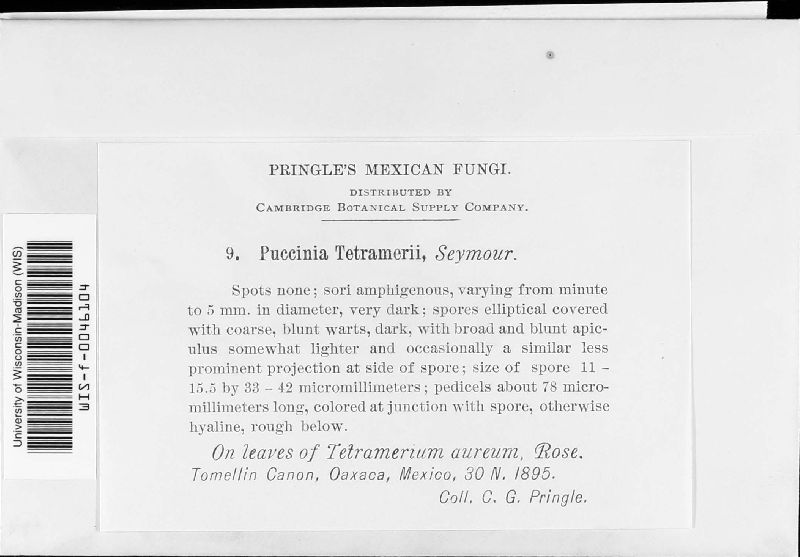 PRINGLE'S MEXICAN FUNGI.
DISTRIBUTED BY
CAMBRIDGE BOTANICAL SUPPLY COMPANY.
9. Puccinia Tetramerii, Seymour.
Spots none; sori amphigenous, varying from minute
to 5 mm. in diameter, very dark; spores elliptical covered
with coarse, blunt warts, dark, with broad and blunt apic-
ulus somewhat lighter and occasionally a similar less
prominent projection at side of spore; size of spore 11 -
15.5 by 33 - 42 micromillimeters; pedicels about 78 micro-
millimeters long, colored at junction with spore, otherwise
hyaline, rough below.
On leaves of Tetramerium aureum, Rose.
Tomellin Canon, Oaxaca, Mexico, 30 N. 1895.
Coll. C. G. Pringle.
University of Wisconsin-Madison (WIS)
WIS-f-0046104